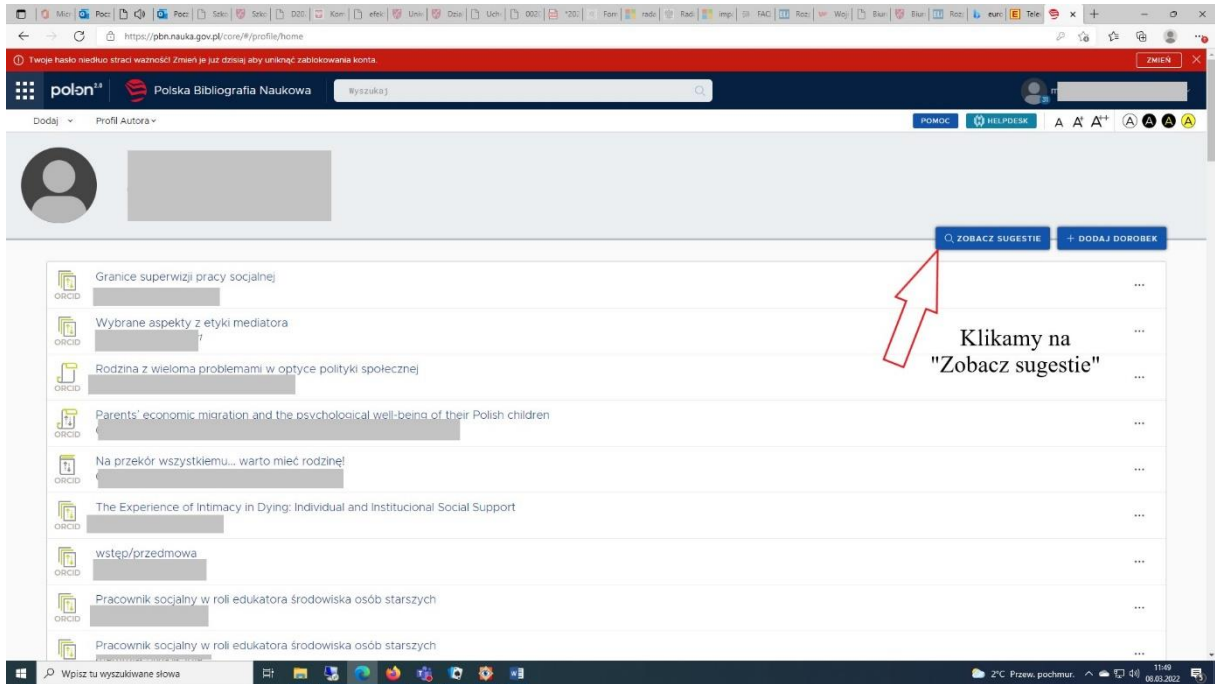 https://pbn.nauka.gov.pl/core/#/profile/home
Twoje hasło niedługo straci ważność! Zmień je już dzisiaj aby uniknąć zablokowania konta.
ZMIEŃ
polon 2.0
Polska Bibliografia Naukowa
Wyszukaj
Dodaj
Profil Autora
POMOC
HELPDESK
A A+ A++ A A A A
ZOBACZ SUGESTIE
+ DODAJ DOROBEK
Granice superwizji pracy socjalnej
ORCID
Wybrane aspekty z etyki mediatora
ORCID
Rodzina z wieloma problemami w optyce polityki społecznej
ORCID
Parents' economic migration and the psychological well-being of their Polish children
ORCID
Na przekór wszystkiemu... warto mieć rodzinę!
ORCID
The Experience of Intimacy in Dying: Individual and Institucional Social Support
ORCID
wstęp/przedmowa
ORCID
Pracownik socjalny w roli edukatora środowiska osób starszych
ORCID
Pracownik socjalny w roli edukatora środowiska osób starszych
Klikamy na
"Zobacz sugestie"
Wpisz tu wyszukiwane słowa
2°C Przew. pochmur.
11:49
08.03.2022